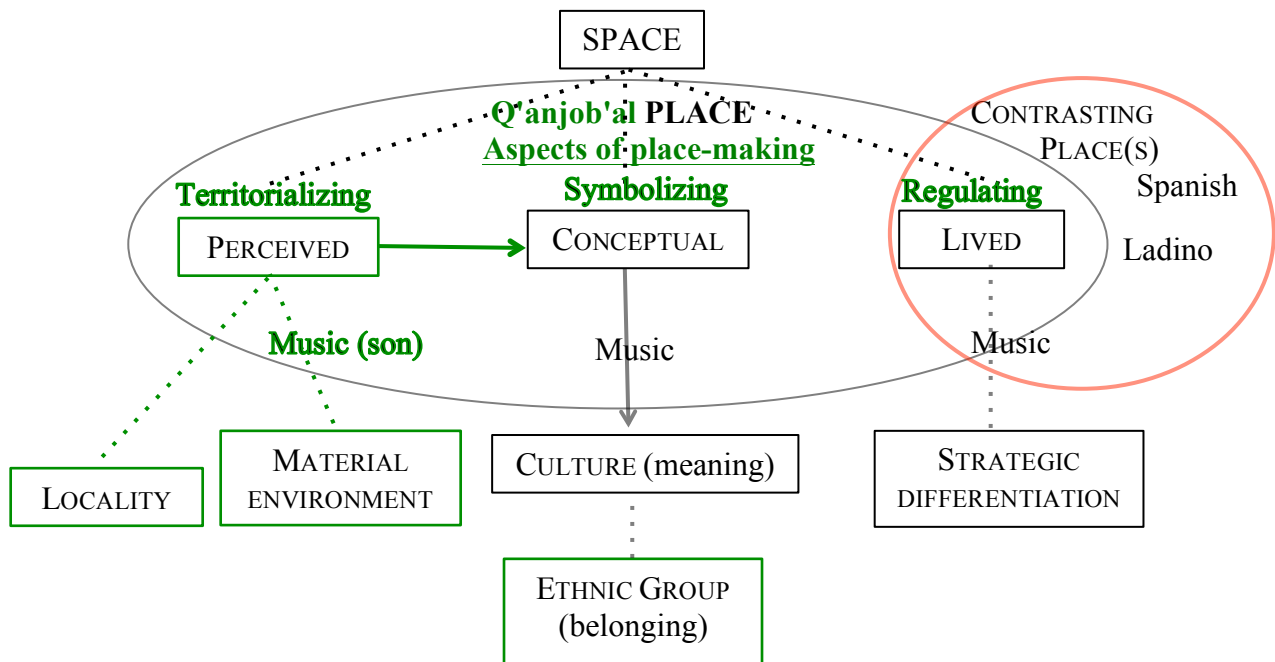 SPACE
Q'anjob'al PLACE
Aspects of place-making
CONTRASTING
PLACE(S)
Spanish
Ladino
Territorializing
Symbolizing
Regulating
PERCEIVED
CONCEPTUAL
LIVED
Music (son)
Music
Music
LOCALITY
MATERIAL
ENVIRONMENT
CULTURE (meaning)
STRATEGIC
DIFFERENTIATION
ETHNIC GROUP
(belonging)